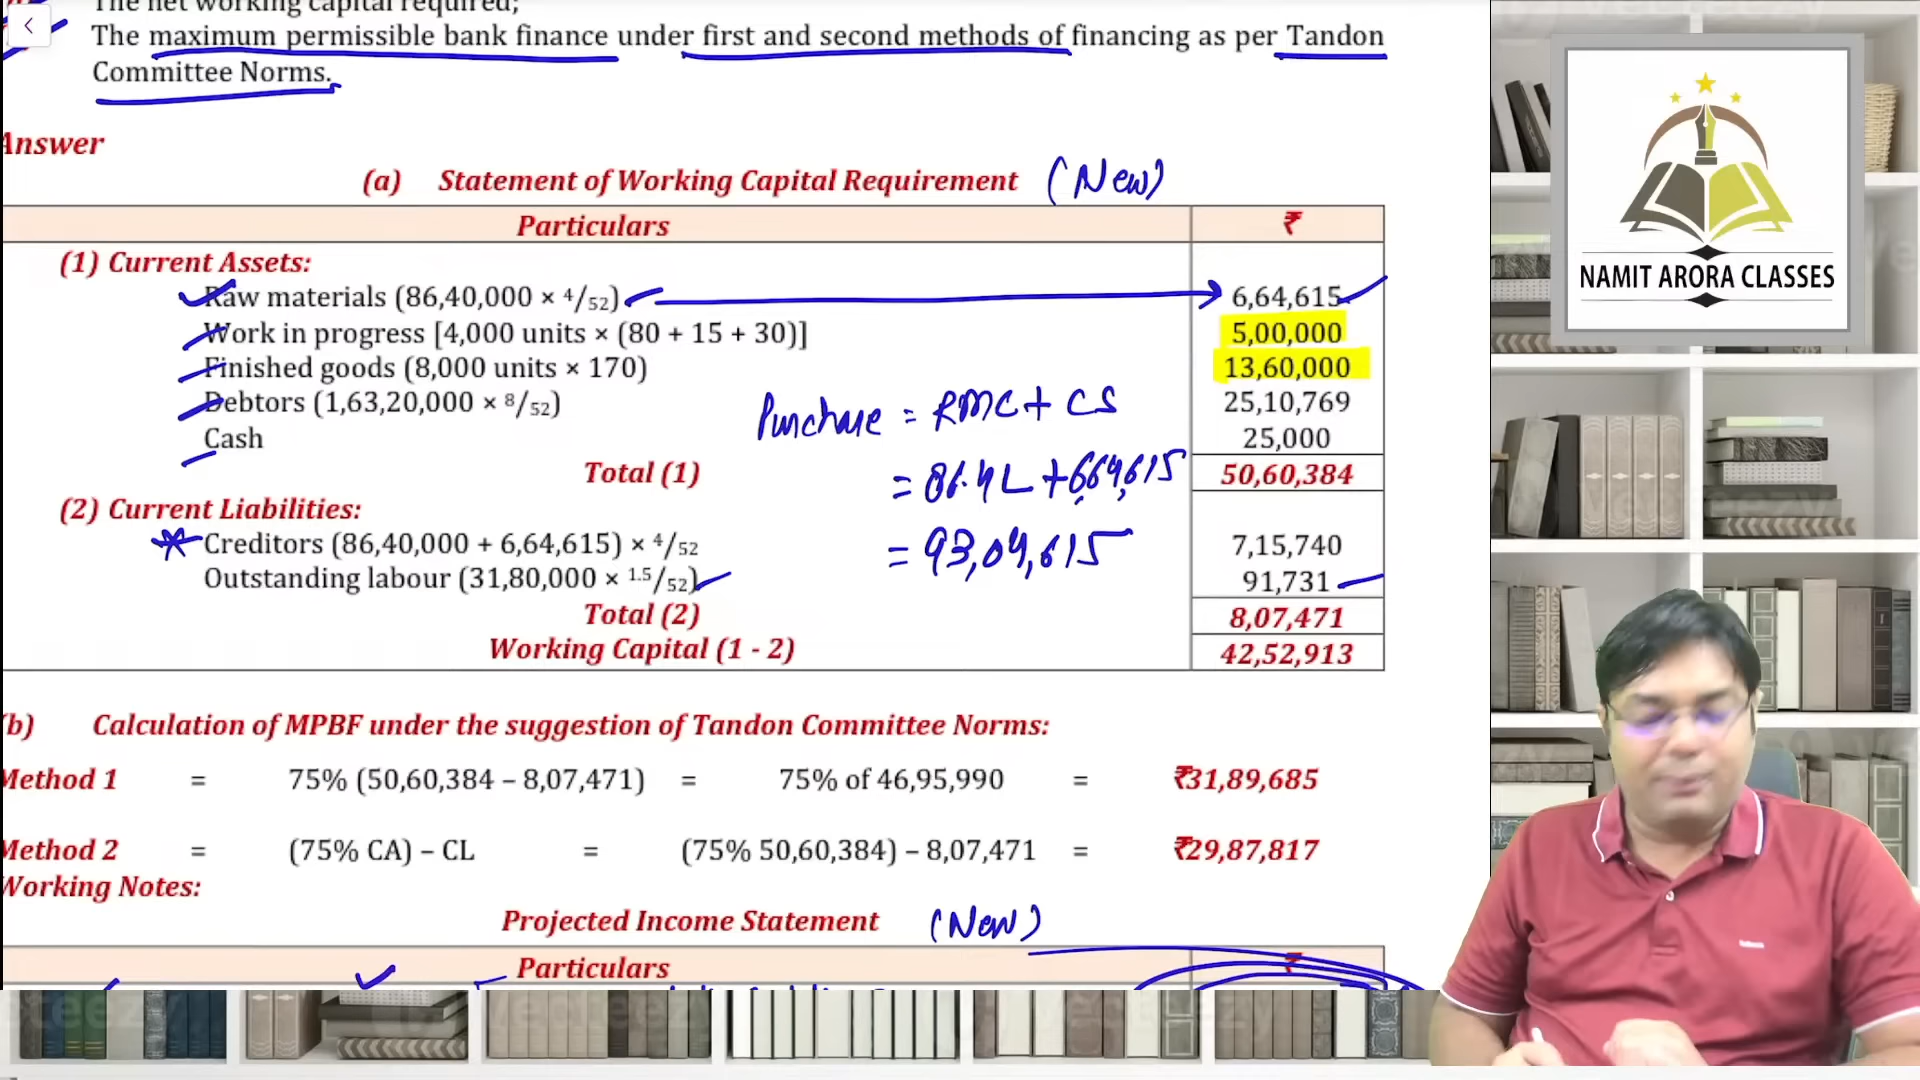 The net working capital required;
The maximum permissible bank finance under first and second methods of financing as per Tandon
Committee Norms.
Answer
(a) Statement of Working Capital Requirement (New)
Particulars ₹
(1) Current Assets:
Raw materials (86,40,000 × 4/52) 6,64,615
Work in progress [4,000 units × (80 + 15 + 30)] 5,00,000
Finished goods (8,000 units × 170) 13,60,000
Debtors (1,63,20,000 × 8/52) 25,10,769
Cash 25,000
Purchase = RMC + CS
Total (1) 50,60,384
= 86.4L + 6,64,615
(2) Current Liabilities:
Creditors (86,40,000 + 6,64,615) × 4/52 7,15,740
= 93,04,615
Outstanding labour (31,80,000 × 1.5/52) 91,731
Total (2) 8,07,471
Working Capital (1 - 2) 42,52,913
(b) Calculation of MPBF under the suggestion of Tandon Committee Norms:
Method 1 = 75% (50,60,384 – 8,07,471) = 75% of 46,95,990 = ₹31,89,685
Method 2 = (75% CA) – CL = (75% 50,60,384) – 8,07,471 = ₹29,87,817
Working Notes:
Projected Income Statement (New)
Particulars ₹
NAMIT ARORA CLASSES